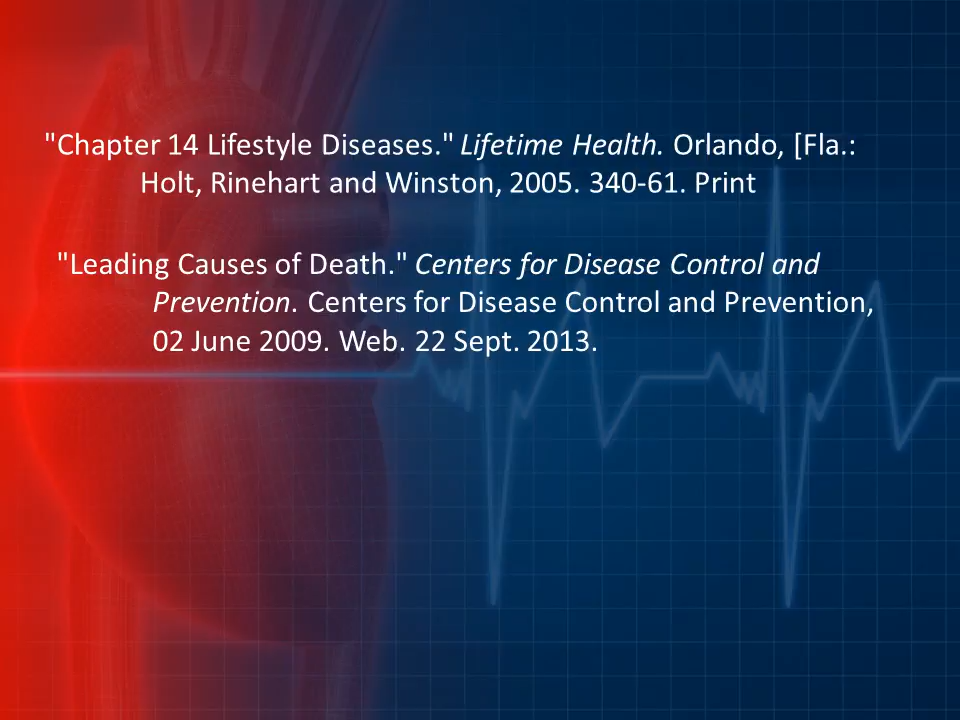 "Chapter 14 Lifestyle Diseases." Lifetime Health. Orlando, [Fla.:
Holt, Rinehart and Winston, 2005. 340-61. Print
"Leading Causes of Death." Centers for Disease Control and
Prevention. Centers for Disease Control and Prevention,
02 June 2009. Web. 22 Sept. 2013.